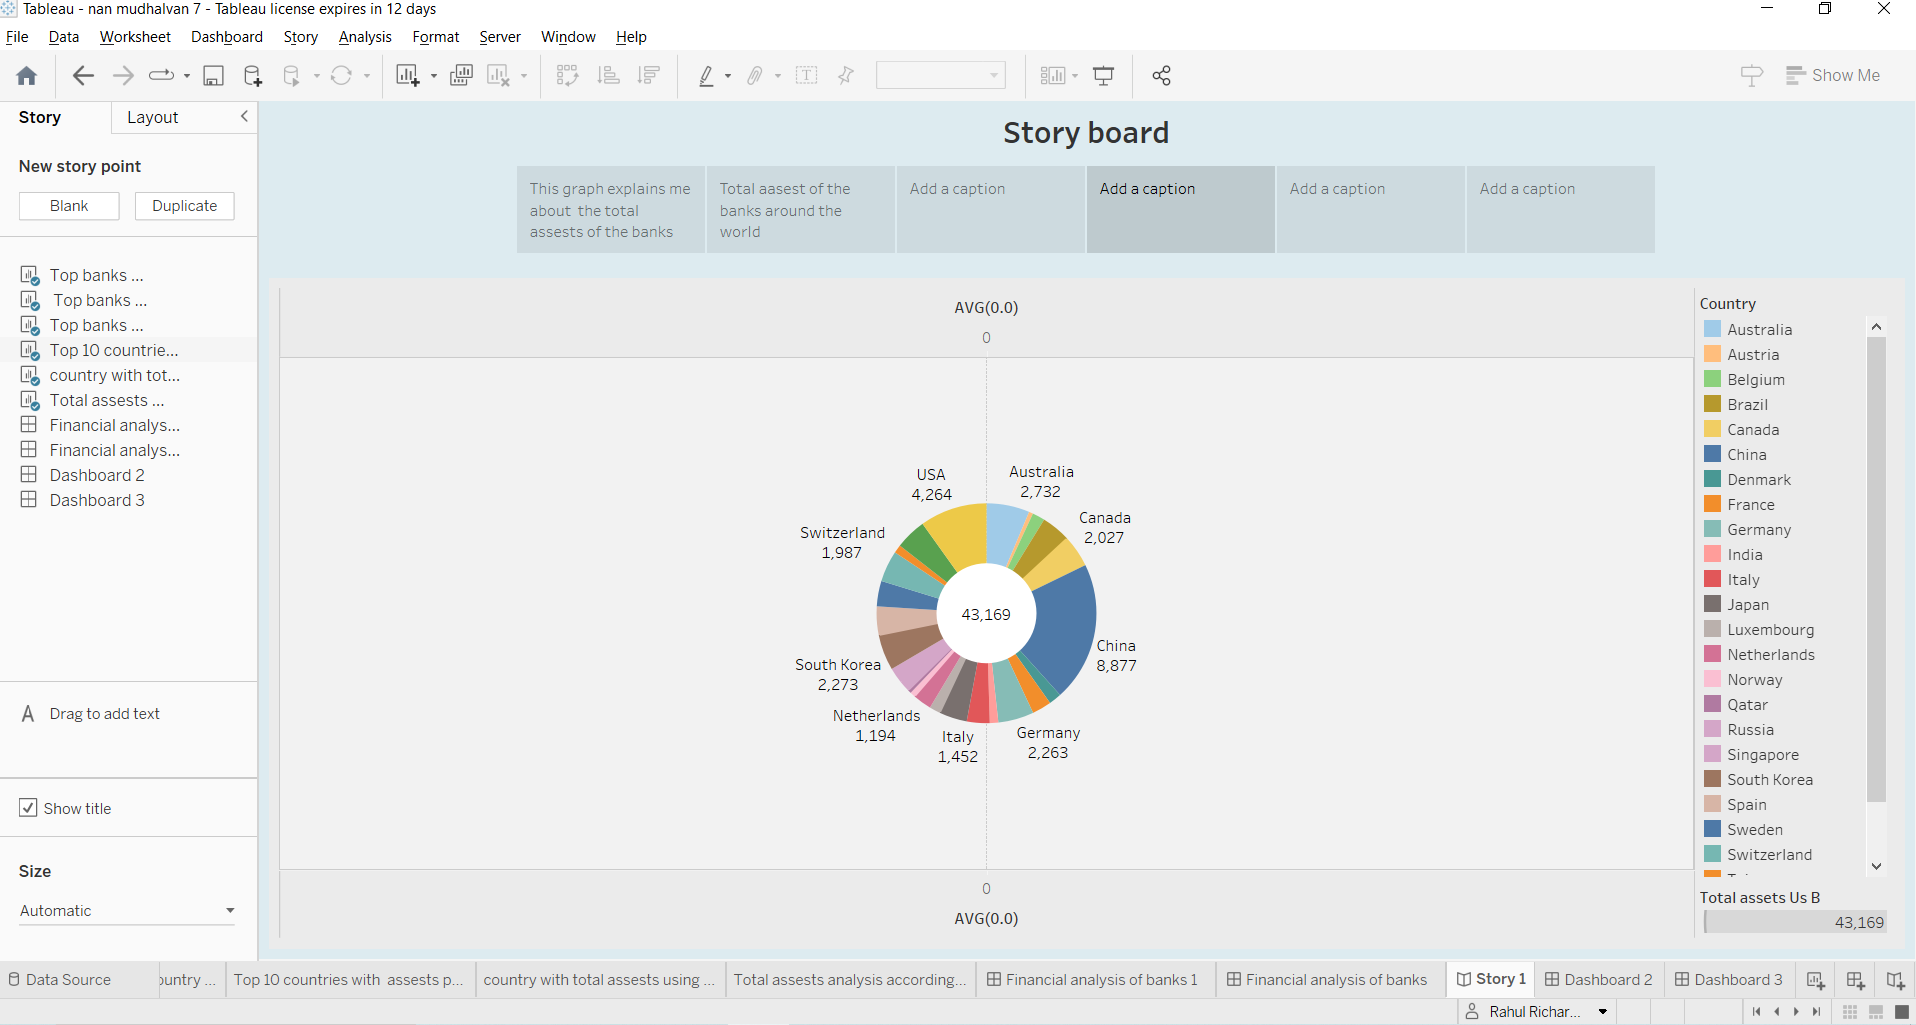 Tableau - nan mudhalvan 7 - Tableau license expires in 12 days
File Data Worksheet Dashboard Story Analysis Format Server Window Help
Show Me
Story Layout
New story point
Blank Duplicate
Top banks ...
Top banks ...
Top banks ...
Top 10 countrie...
country with tot...
Total assests ...
Financial analys...
Financial analys...
Dashboard 2
Dashboard 3
A Drag to add text
Show title
Size
Automatic
Story board
This graph explains me
about the total
assests of the banks
Total aasest of the
banks around the
world
Add a caption
Add a caption
Add a caption
Add a caption
AVG(0.0)
0
USA
4,264
Australia
2,732
Canada
2,027
Switzerland
1,987
43,169
China
8,877
South Korea
2,273
Netherlands
1,194
Italy
1,452
Germany
2,263
0
AVG(0.0)
Country
Australia
Austria
Belgium
Brazil
Canada
China
Denmark
France
Germany
India
Italy
Japan
Luxembourg
Netherlands
Norway
Qatar
Russia
Singapore
South Korea
Spain
Sweden
Switzerland
Total assets Us B
43,169
Data Source ountry ... Top 10 countries with assests p... country with total assests using ... Total assests analysis according... Financial analysis of banks 1 Financial analysis of banks Story 1 Dashboard 2 Dashboard 3
Rahul Richar...